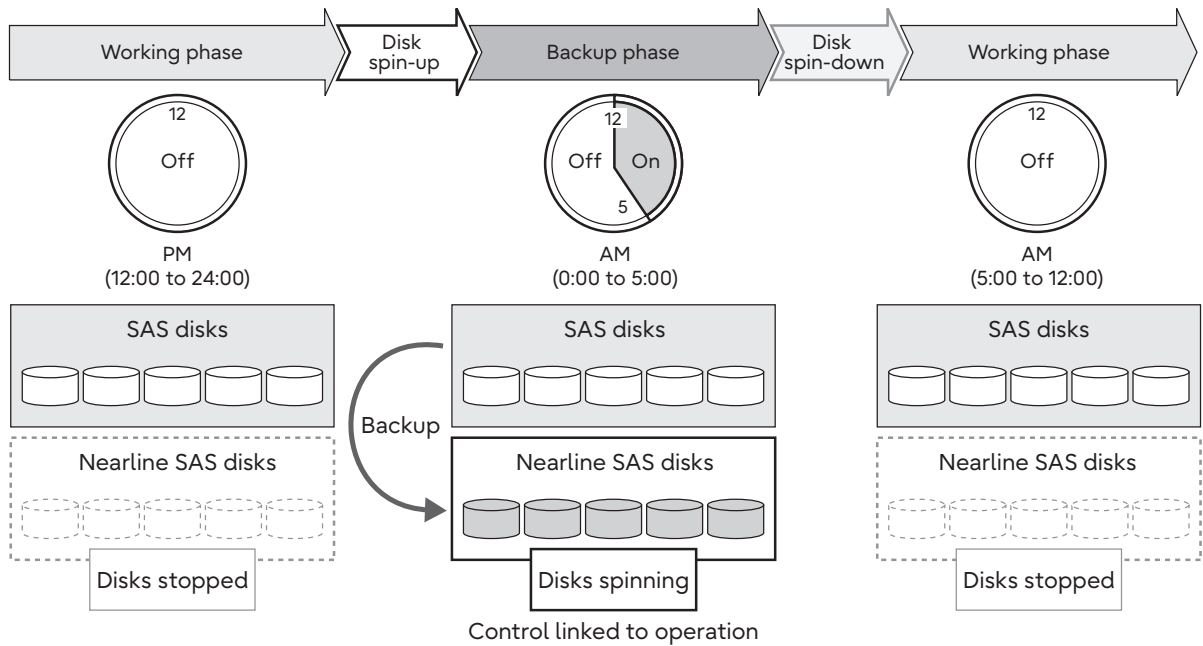 Working phase
Disk
spin-up
Backup phase
Disk
spin-down
Working phase
12
Off
12
Off
On
5
12
Off
PM
(12:00 to 24:00)
AM
(0:00 to 5:00)
AM
(5:00 to 12:00)
SAS disks
SAS disks
SAS disks
Backup
Nearline SAS disks
Nearline SAS disks
Nearline SAS disks
Disks stopped
Disks spinning
Disks stopped
Control linked to operation